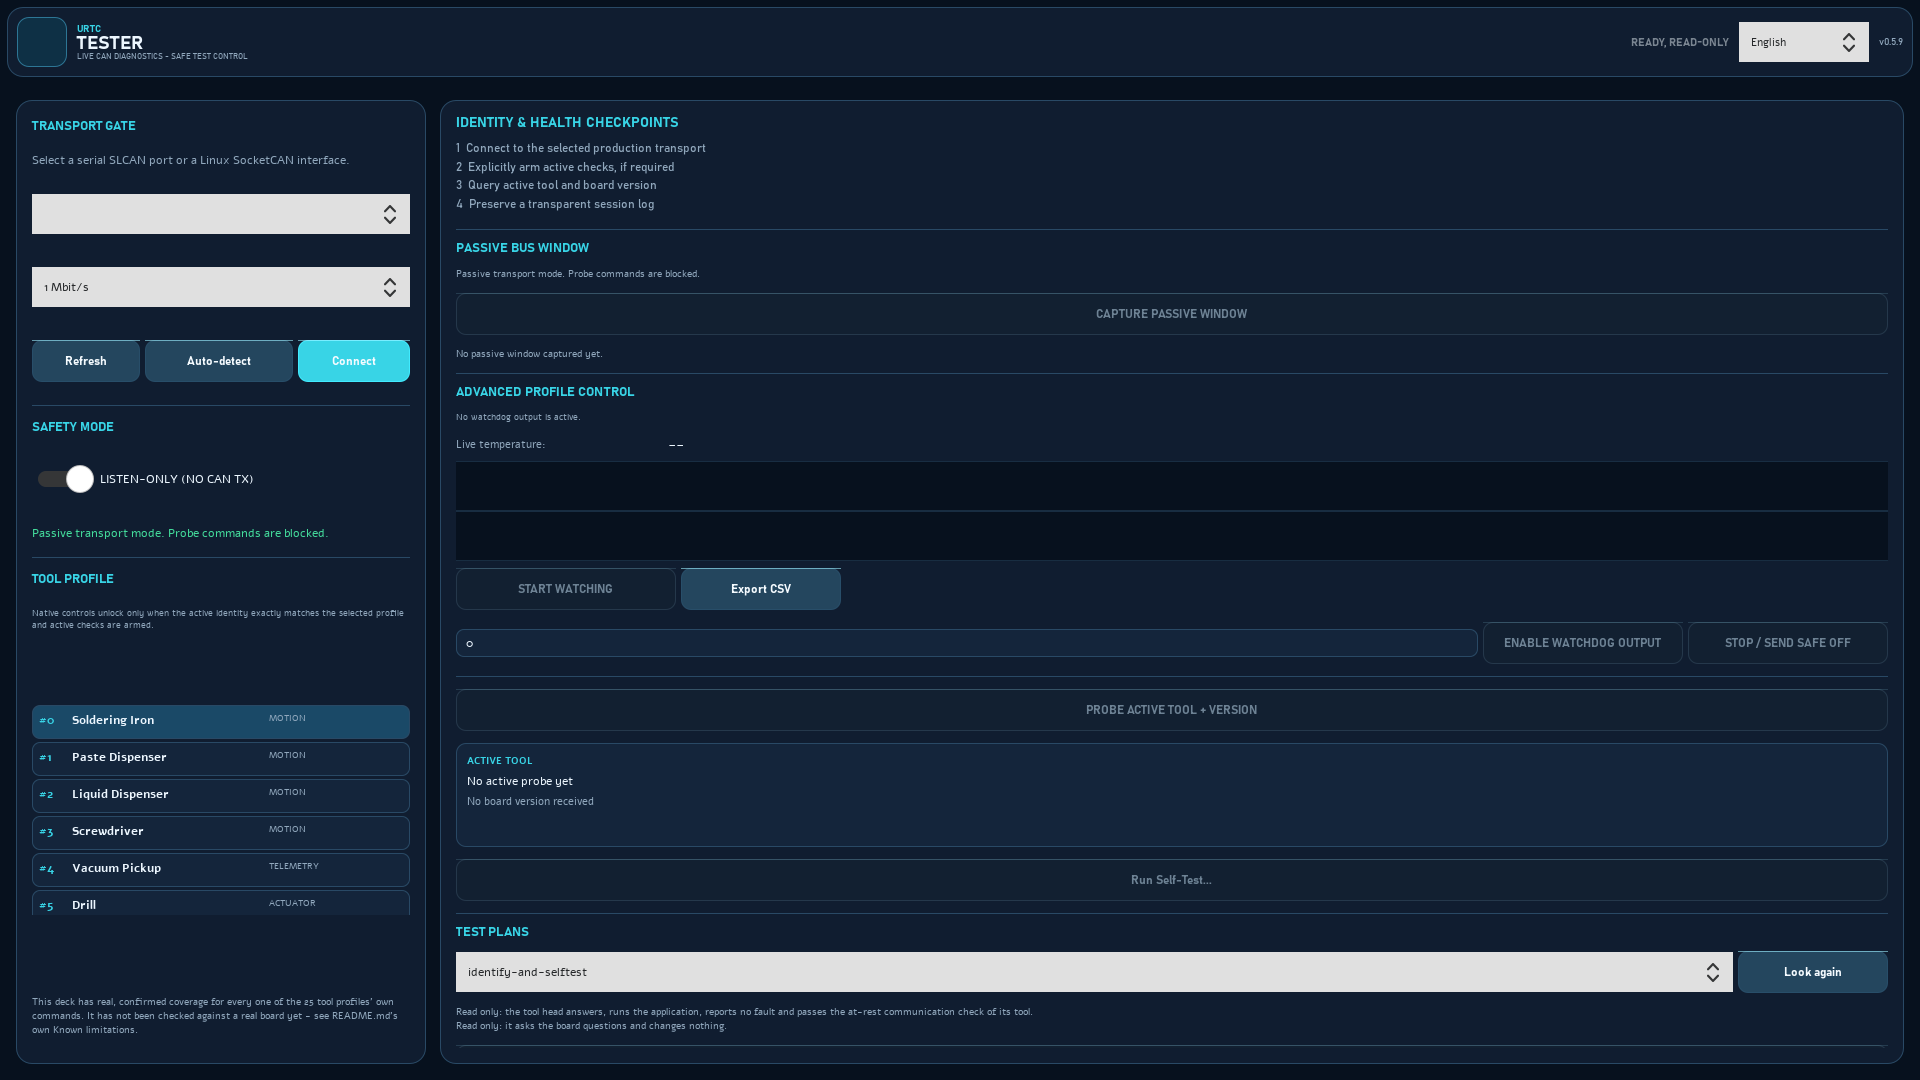 URTC
TESTER
LIVE CAN DIAGNOSTICS - SAFE TEST CONTROL
READY, READ-ONLY
English
v0.5.9
TRANSPORT GATE
Select a serial SLCAN port or a Linux SocketCAN interface.
1 Mbit/s
Refresh
Auto-detect
Connect
SAFETY MODE
LISTEN-ONLY (NO CAN TX)
Passive transport mode. Probe commands are blocked.
TOOL PROFILE
Native controls unlock only when the active identity exactly matches the selected profile
and active checks are armed.
#0 Soldering Iron MOTION
#1 Paste Dispenser MOTION
#2 Liquid Dispenser MOTION
#3 Screwdriver MOTION
#4 Vacuum Pickup TELEMETRY
#5 Drill ACTUATOR
This deck has real, confirmed coverage for every one of the 25 tool profiles' own
commands. It has not been checked against a real board yet - see README.md's
own Known limitations.
IDENTITY & HEALTH CHECKPOINTS
1 Connect to the selected production transport
2 Explicitly arm active checks, if required
3 Query active tool and board version
4 Preserve a transparent session log
PASSIVE BUS WINDOW
Passive transport mode. Probe commands are blocked.
CAPTURE PASSIVE WINDOW
No passive window captured yet.
ADVANCED PROFILE CONTROL
No watchdog output is active.
Live temperature: --
START WATCHING
Export CSV
0
ENABLE WATCHDOG OUTPUT
STOP / SEND SAFE OFF
PROBE ACTIVE TOOL + VERSION
ACTIVE TOOL
No active probe yet
No board version received
Run Self-Test...
TEST PLANS
identify-and-selftest
Look again
Read only: the tool head answers, runs the application, reports no fault and passes the at-rest communication check of its tool.
Read only: it asks the board questions and changes nothing.